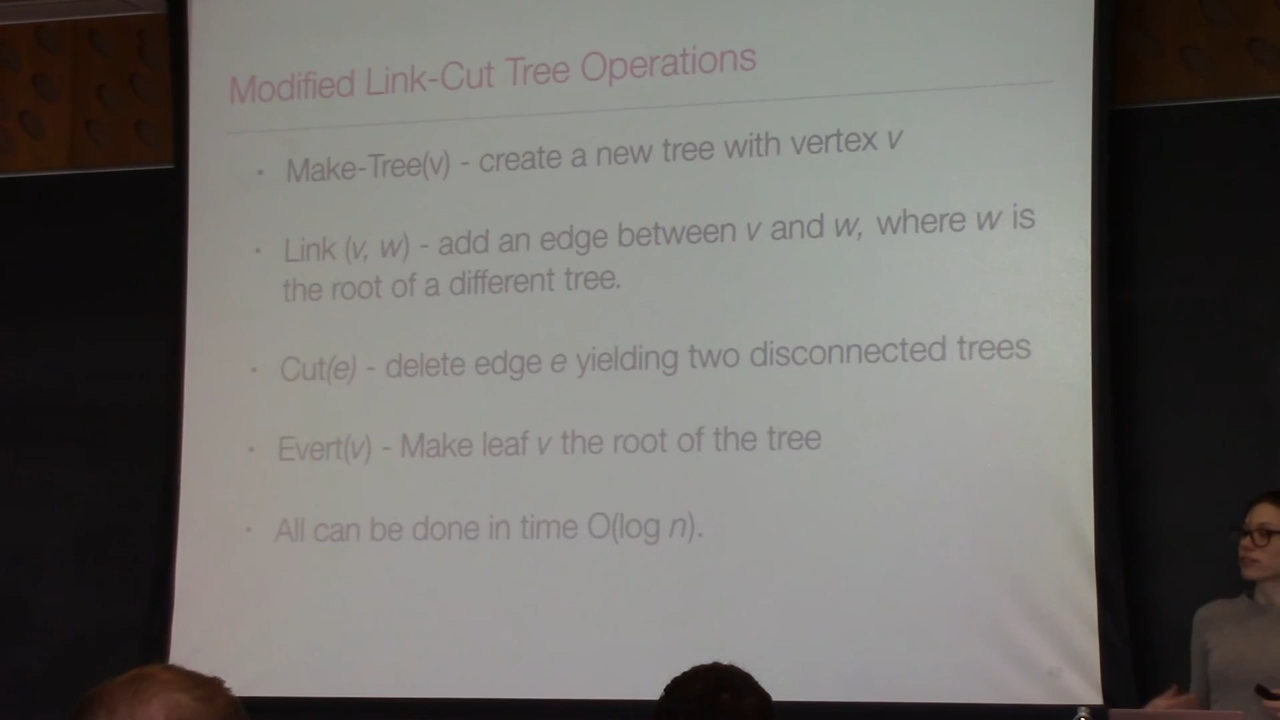 Modified Link-Cut Tree Operations
• Make-Tree(v) - create a new tree with vertex v
• Link (v, w) - add an edge between v and w, where w is
the root of a different tree.
• Cut(e) - delete edge e yielding two disconnected trees
• Evert(v) - Make leaf v the root of the tree
• All can be done in time O(log n).